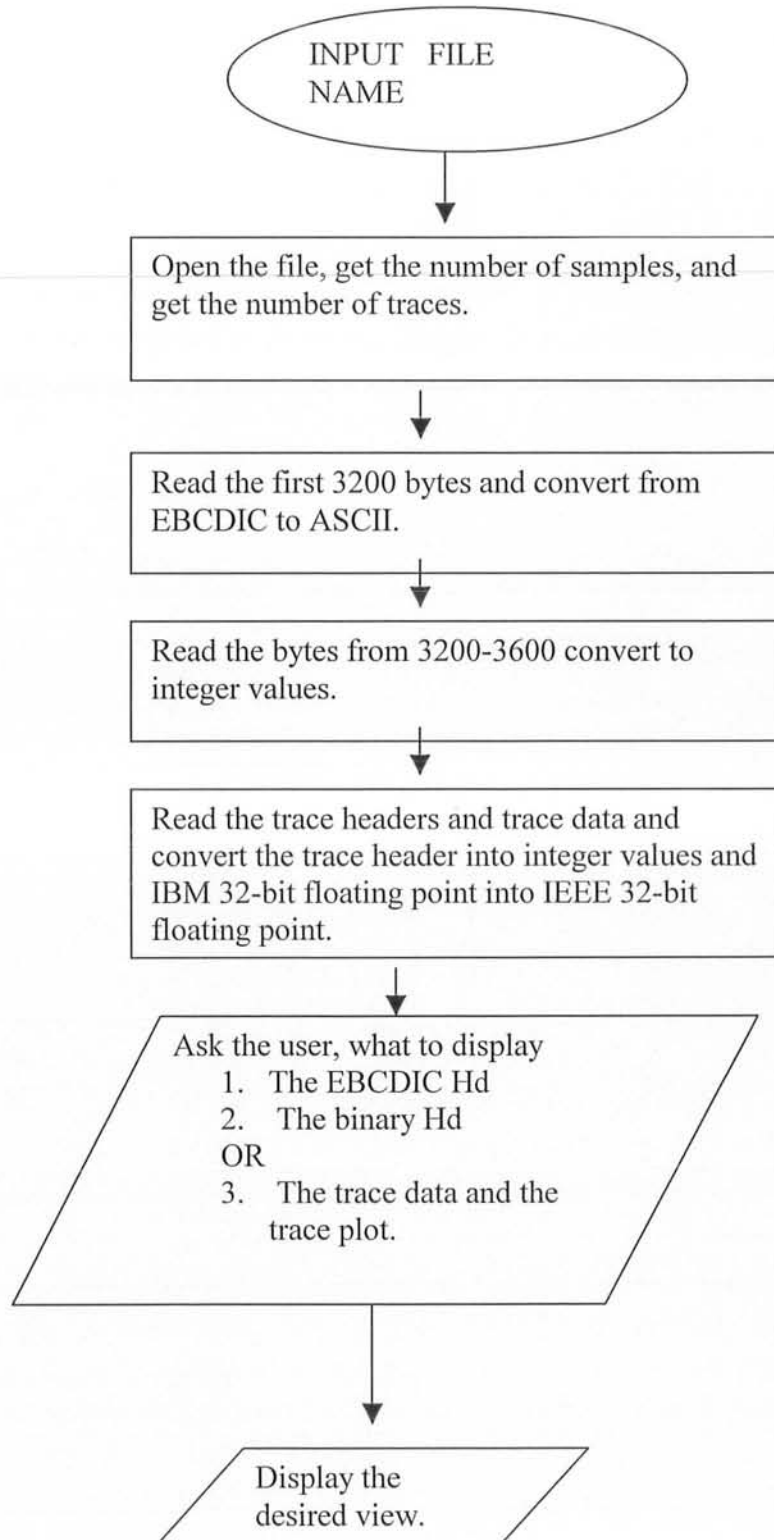 INPUT FILE
NAME
Open the file, get the number of samples, and
get the number of traces.
Read the first 3200 bytes and convert from
EBCDIC to ASCII.
Read the bytes from 3200-3600 convert to
integer values.
Read the trace headers and trace data and
convert the trace header into integer values and
IBM 32-bit floating point into IEEE 32-bit
floating point.
Ask the user, what to display
1. The EBCDIC Hd
2. The binary Hd
OR
3. The trace data and the
trace plot.
Display the
desired view.